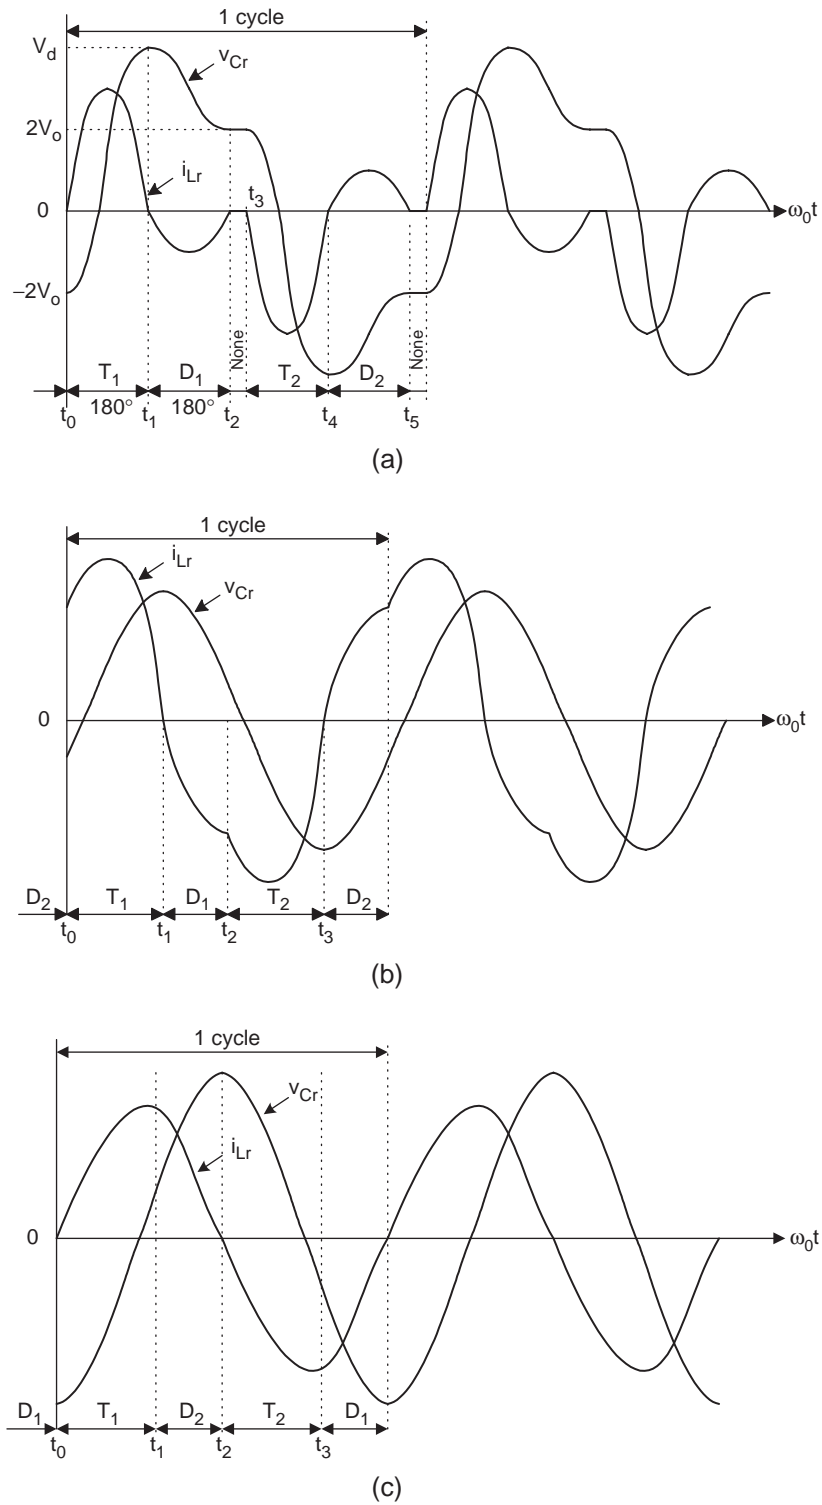 1 cycle
V_d
v_Cr
2V_o
i_Lr
t_3
0
ω_0t
−2V_o
None
None
T_1 D_1 T_2 D_2
180° 180°
t_0 t_1 t_2 t_4 t_5
(a)
1 cycle
i_Lr
v_Cr
0
ω_0t
D_2 T_1 D_1 T_2 D_2
t_0 t_1 t_2 t_3
(b)
1 cycle
v_Cr
i_Lr
0
ω_0t
D_1 T_1 D_2 T_2 D_1
t_0 t_1 t_2 t_3
(c)